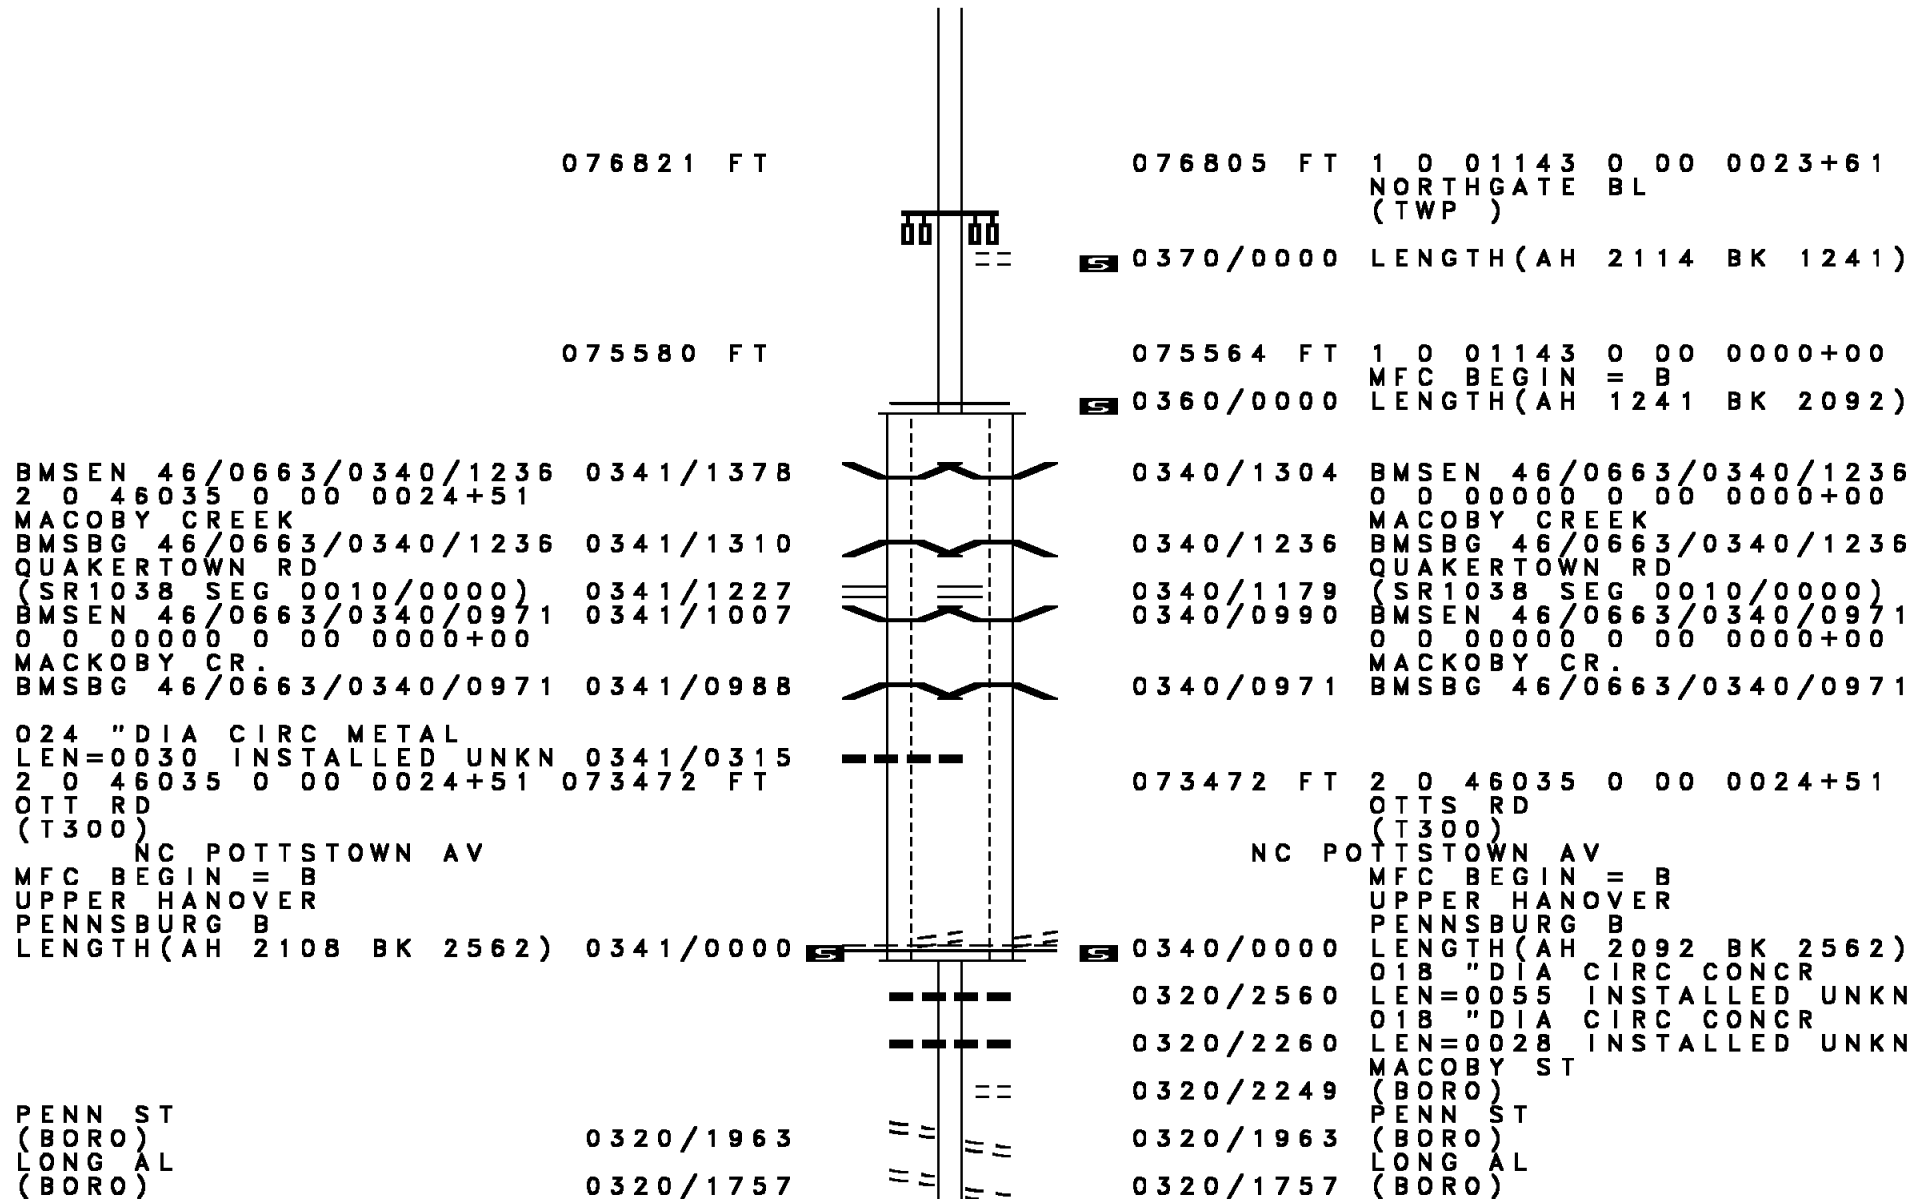 076821 FT 076805 FT 1 0 01143 0 00 0023+61
NORTHGATE BL
(TWP )
S 0370/0000 LENGTH(AH 2114 BK 1241)
075580 FT 075564 FT 1 0 01143 0 00 0000+00
MFC BEGIN = B
S 0360/0000 LENGTH(AH 1241 BK 2092)
BMSEN 46/0663/0340/1236 0341/1378 0340/1304 BMSEN 46/0663/0340/1236
2 0 46035 0 00 0024+51 0 0 00000 0 00 0000+00
MACOBY CREEK MACOBY CREEK
BMSBG 46/0663/0340/1236 0341/1310 0340/1236 BMSBG 46/0663/0340/1236
QUAKERTOWN RD QUAKERTOWN RD
(SR1038 SEG 0010/0000) 0341/1227 0340/1179 (SR1038 SEG 0010/0000)
BMSEN 46/0663/0340/0971 0341/1007 0340/0990 BMSEN 46/0663/0340/0971
0 0 00000 0 00 0000+00 0 0 00000 0 00 0000+00
MACKOBY CR. MACKOBY CR.
BMSBG 46/0663/0340/0971 0341/0988 0340/0971 BMSBG 46/0663/0340/0971
024 "DIA CIRC METAL
LEN=0030 INSTALLED UNKN 0341/0315
2 0 46035 0 00 0024+51 073472 FT 073472 FT 2 0 46035 0 00 0024+51
OTT RD OTTS RD
(T300) (T300)
NC POTTSTOWN AV NC POTTSTOWN AV
MFC BEGIN = B MFC BEGIN = B
UPPER HANOVER UPPER HANOVER
PENNSBURG B PENNSBURG B
LENGTH(AH 2108 BK 2562) 0341/0000 S S 0340/0000 LENGTH(AH 2092 BK 2562)
018 "DIA CIRC CONCR
0320/2560 LEN=0055 INSTALLED UNKN
018 "DIA CIRC CONCR
0320/2260 LEN=0028 INSTALLED UNKN
MACOBY ST
0320/2249 (BORO)
PENN ST PENN ST
(BORO) 0320/1963 0320/1963 (BORO)
LONG AL LONG AL
(BORO) 0320/1757 0320/1757 (BORO)